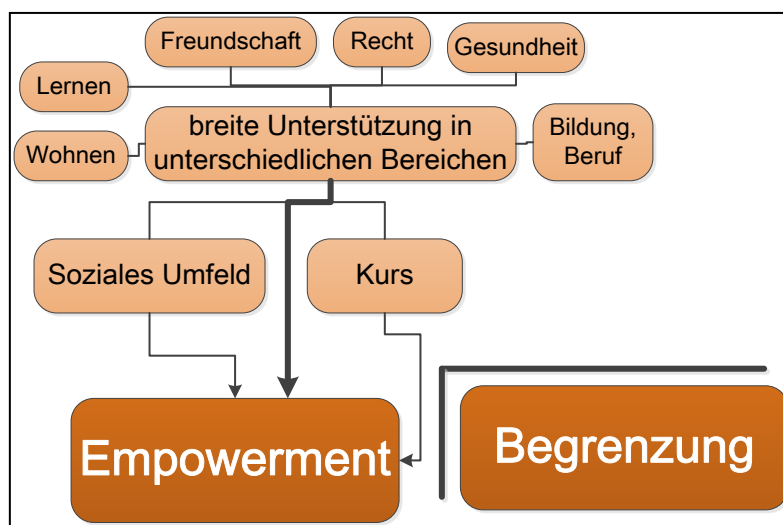 Freundschaft
Recht
Gesundheit
Lernen
breite Unterstützung in
unterschiedlichen Bereichen
Bildung,
Beruf
Wohnen
Soziales Umfeld
Kurs
Empowerment
Begrenzung